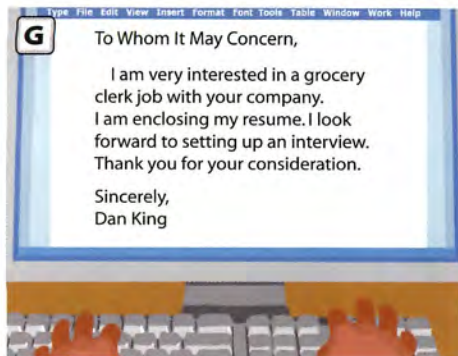 Type File Edit View Insert Format Font Tools Table Window Work Help
G
To Whom It May Concern,
I am very interested in a grocery
clerk job with your company.
I am enclosing my resume. I look
forward to setting up an interview.
Thank you for your consideration.
Sincerely,
Dan King